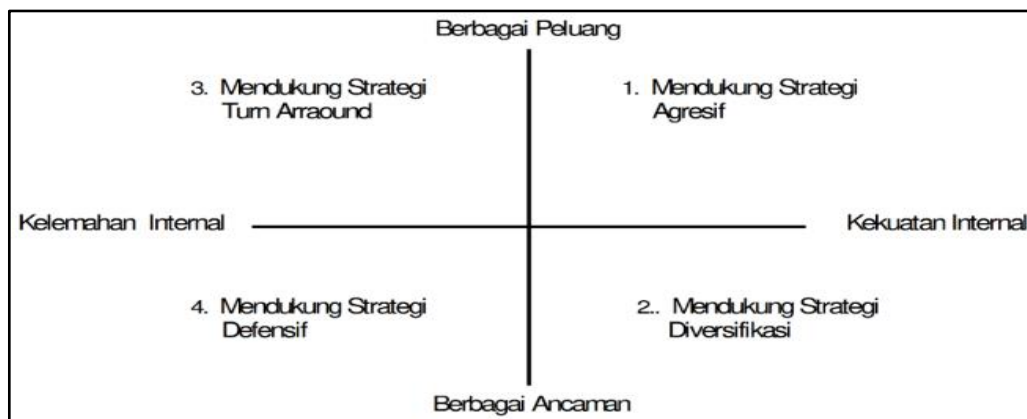 Berbagai Peluang
3. Mendukung Strategi
Turn Arraound
1. Mendukung Strategi
Agresif
Kelemahan Internal
Kekuatan Internal
4. Mendukung Strategi
Defensif
2.. Mendukung Strategi
Diversifikasi
Berbagai Ancaman